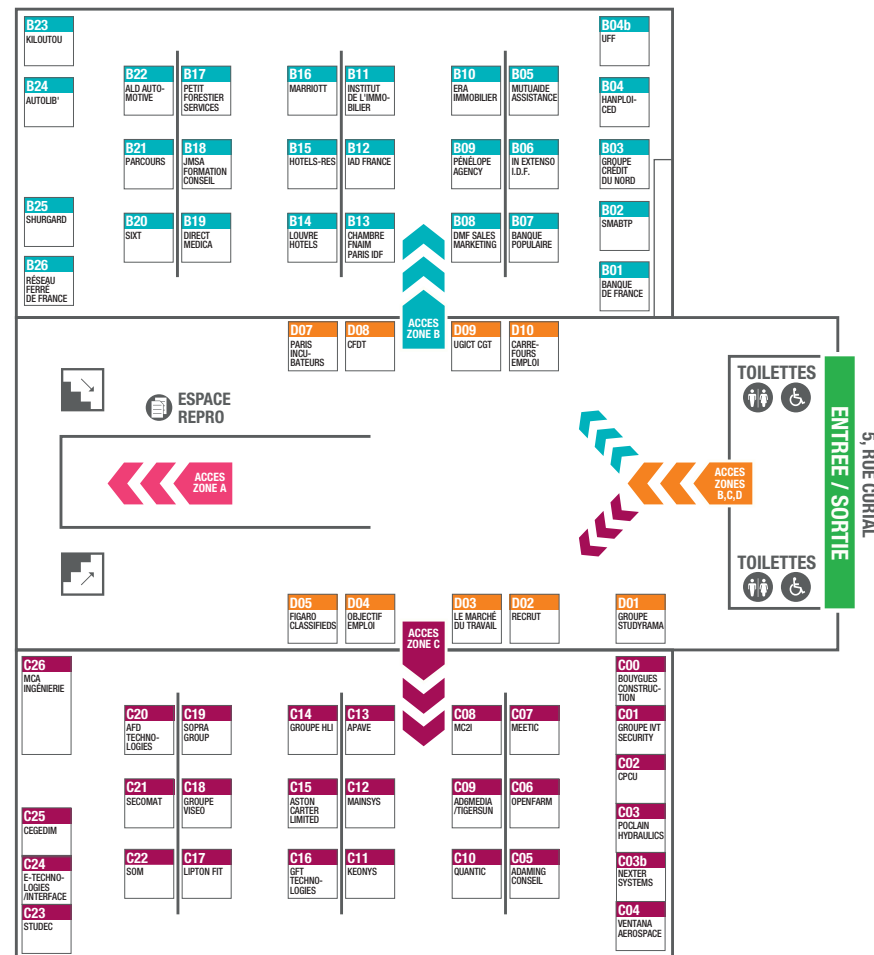 B23
KILOUTOU
B24
AUTOLIB'
B25
SHURGARD
B26
RÉSEAU
FERRÉ
DE FRANCE
B22
ALD AUTO-
MOTIVE
B17
PETIT
FORESTIER
SERVICES
B21
PARCOURS
B18
JMSA
FORMATION
CONSEIL
B20
SIXT
B19
DIRECT
MEDICA
B16
MARRIOTT
B11
INSTITUT
DE L'IMMO-
BILIER
B15
HOTELS-RES
B12
IAD FRANCE
B14
LOUVRE
HOTELS
B13
CHAMBRE
FNAIM
PARIS IDF
B10
ERA
IMMOBILIER
B05
MUTUAIDE
ASSISTANCE
B09
PÉNÉLOPE
AGENCY
B06
IN EXTENSO
I.D.F.
B08
DMF SALES
MARKETING
B07
BANQUE
POPULAIRE
B04b
UFF
B04
HANPLOI-
CED
B03
GROUPE
CRÉDIT
DU NORD
B02
SMABTP
B01
BANQUE
DE FRANCE
D07
PARIS
INCU-
BATEURS
D08
CFDT
ACCES
ZONE B
D09
UGICT CGT
D10
CARRE-
FOURS
EMPLOI
ESPACE
REPRO
ACCES
ZONE A
ACCES
ZONES
B,C,D
TOILETTES
TOILETTES
ENTREE / SORTIE
5, RUE CURIAL
D05
FIGARO
CLASSIFIEDS
D04
OBJECTIF
EMPLOI
ACCES
ZONE C
D03
LE MARCHÉ
DU TRAVAIL
D02
RECRUT
D01
GROUPE
STUDYRAMA
C26
MCA
INGÉNIERIE
C25
CEGEDIM
C24
E-TECHNO-
LOGIES
/INTERFACE
C23
STUDEC
C20
AFD
TECHNO-
LOGIES
C19
SOPRA
GROUP
C21
SECOMAT
C18
GROUPE
VISEO
C22
SOM
C17
LIPTON FIT
C14
GROUPE HLI
C13
APAVE
C15
ASTON
CARTER
LIMITED
C12
MAINSYS
C16
GFT
TECHNO-
LOGIES
C11
KEONYS
C08
MC2I
C07
MEETIC
C09
AD6MEDIA
/TIGERSUN
C06
OPENFARM
C10
QUANTIC
C05
ADAMING
CONSEIL
C00
BOUYGUES
CONSTRUC-
TION
C01
GROUPE IVT
SECURITY
C02
CPCU
C03
POCLAIN
HYDRAULICS
C03b
NEXTER
SYSTEMS
C04
VENTANA
AEROSPACE